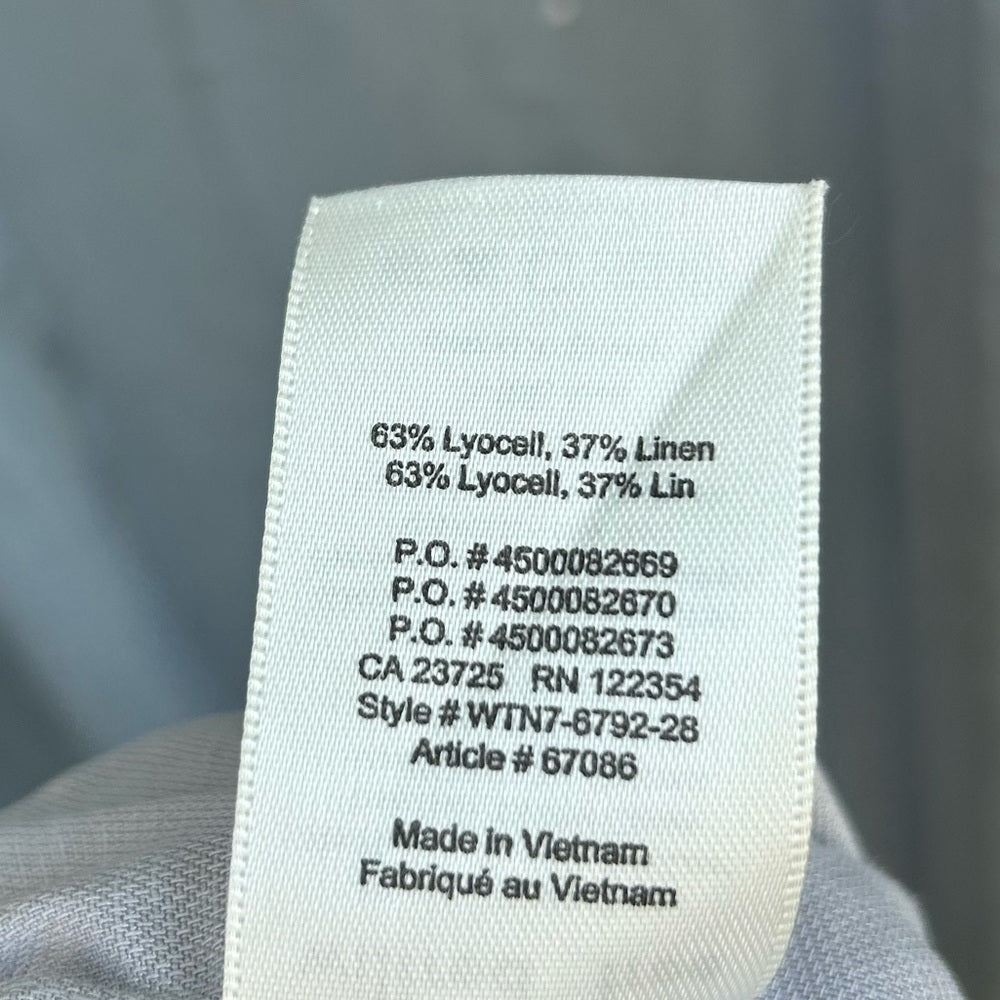 63% Lyocell, 37% Linen
63% Lyocell, 37% Lin
P.O. # 4500082669
P.O. # 4500082670
P.O. # 4500082673
CA 23725 RN 122354
Style # WTN7-6792-28
Article # 67086
Made in Vietnam
Fabriqué au Vietnam